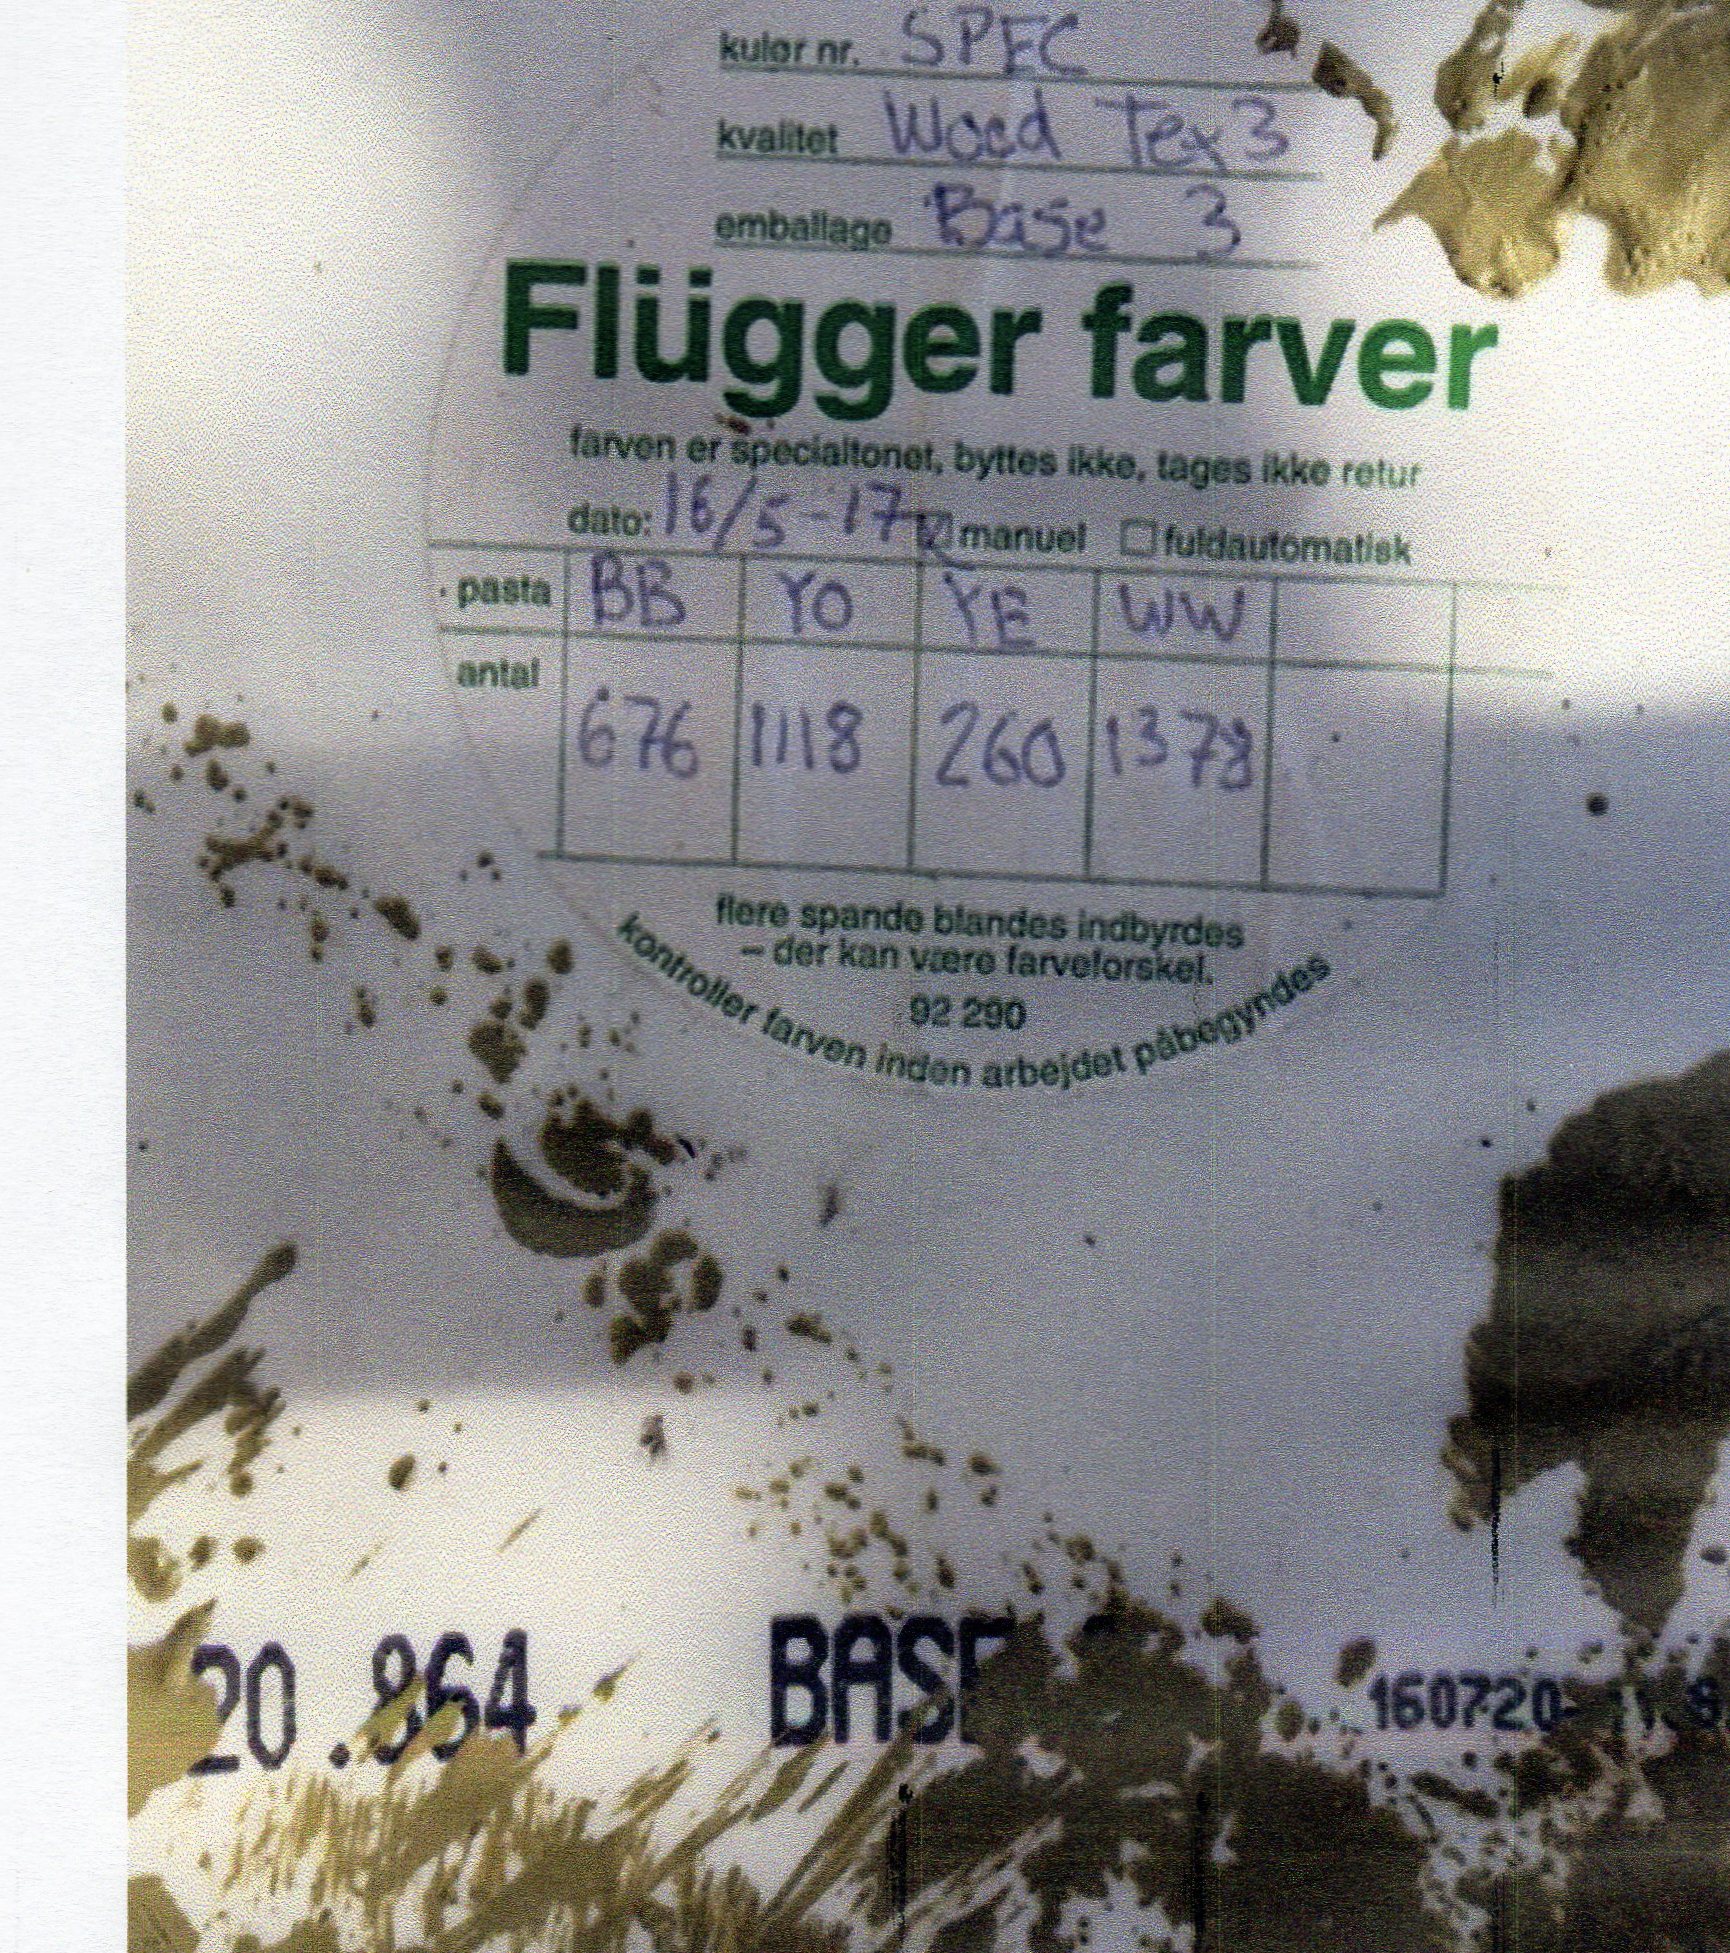 kulør nr. SPEC
kvalitet Wood Tex 3
emballage Base 3
Flügger farver
farven er specialtonet, byttes ikke, tages ikke retur
dato: 16/5-17 manuel fuldautomatisk
pasta BB YO YE WW
antal 676 1118 260 1378
flere spande blandes indbyrdes
– der kan være farveforskel.
92 290
kontroller farven inden arbejdet påbegyndes
20.864 BASE 160720-